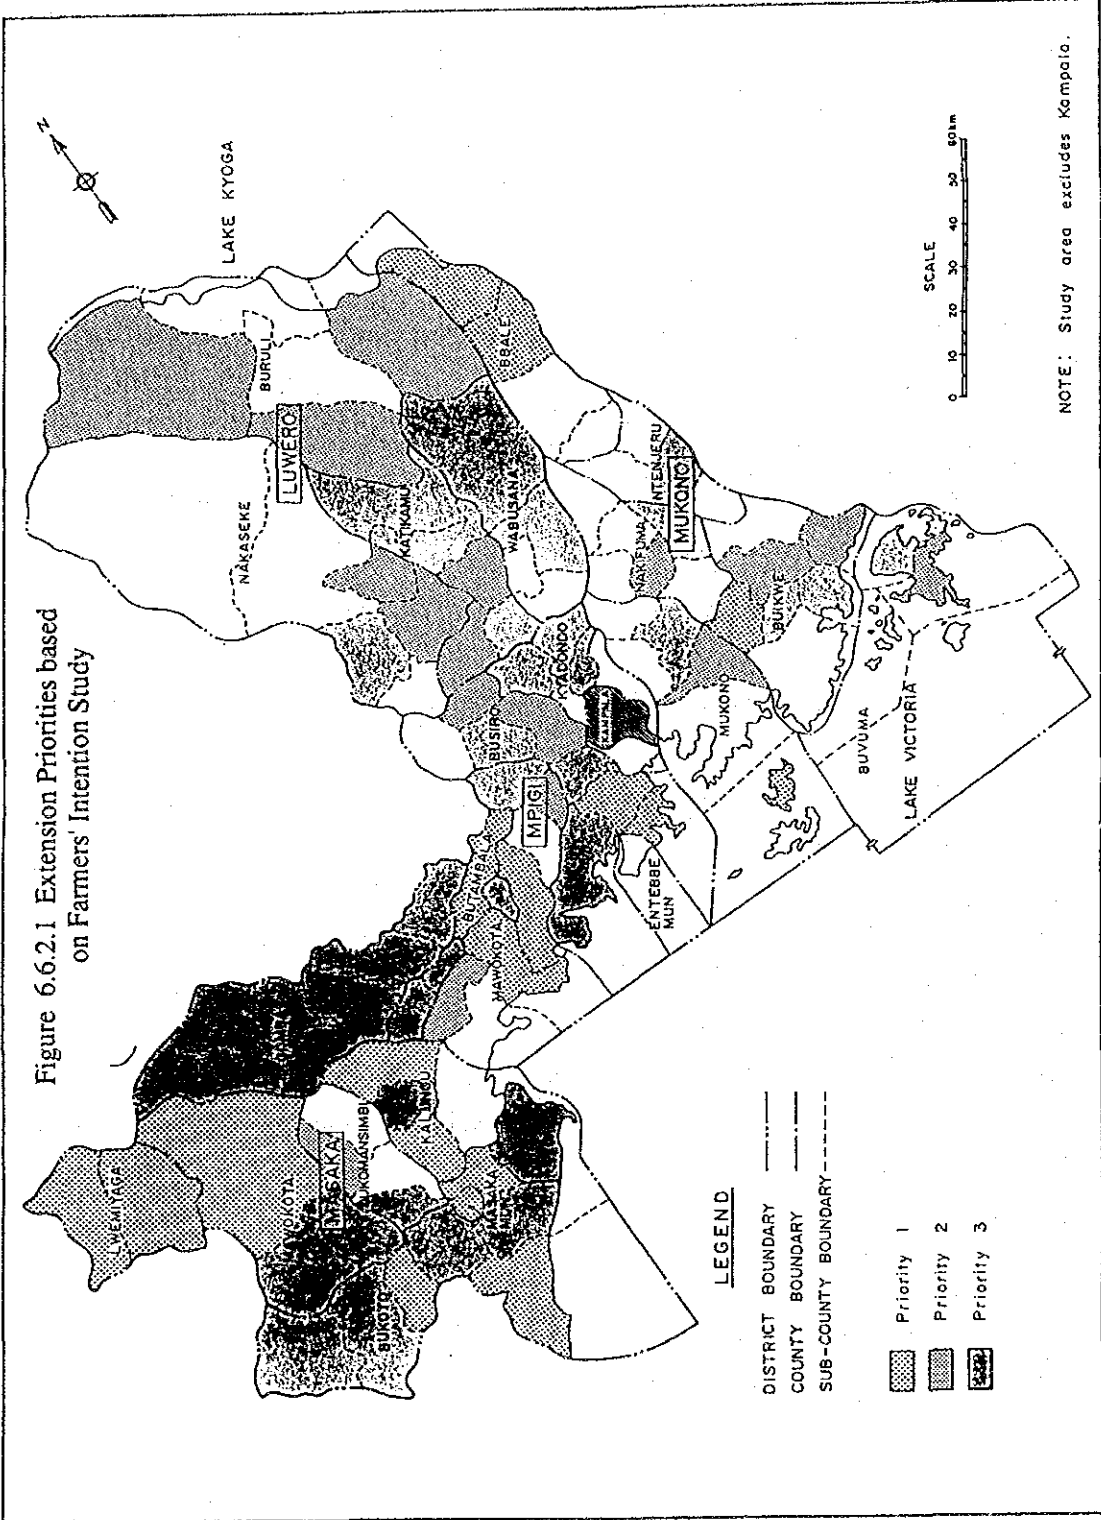 Figure 6.6.2.1 Extension Priorities based
on Farmers' Intention Study
N
LAKE KYOGA
BURULI
LUWERO
NAKASEKE
KATIKAMU
WABUSANA
BBALE
NTENJERU
MUKONO
NAKIFUMA
BUIKWE
KYADONDO
KAMPALA
BUSIRO
MUKONO
MPIGI
BUVUMA
LAKE VICTORIA
ENTEBBE
MUN
BUTAMBALA
MAWOKOTA
KALUNGU
MASAKA
LWEMIYAGA
BUKOTO
MASAKA
SCALE
0 10 20 30 40 50 60km
NOTE: Study area excludes Kampala.
LEGEND
DISTRICT BOUNDARY
COUNTY BOUNDARY
SUB-COUNTY BOUNDARY
Priority 1
Priority 2
Priority 3